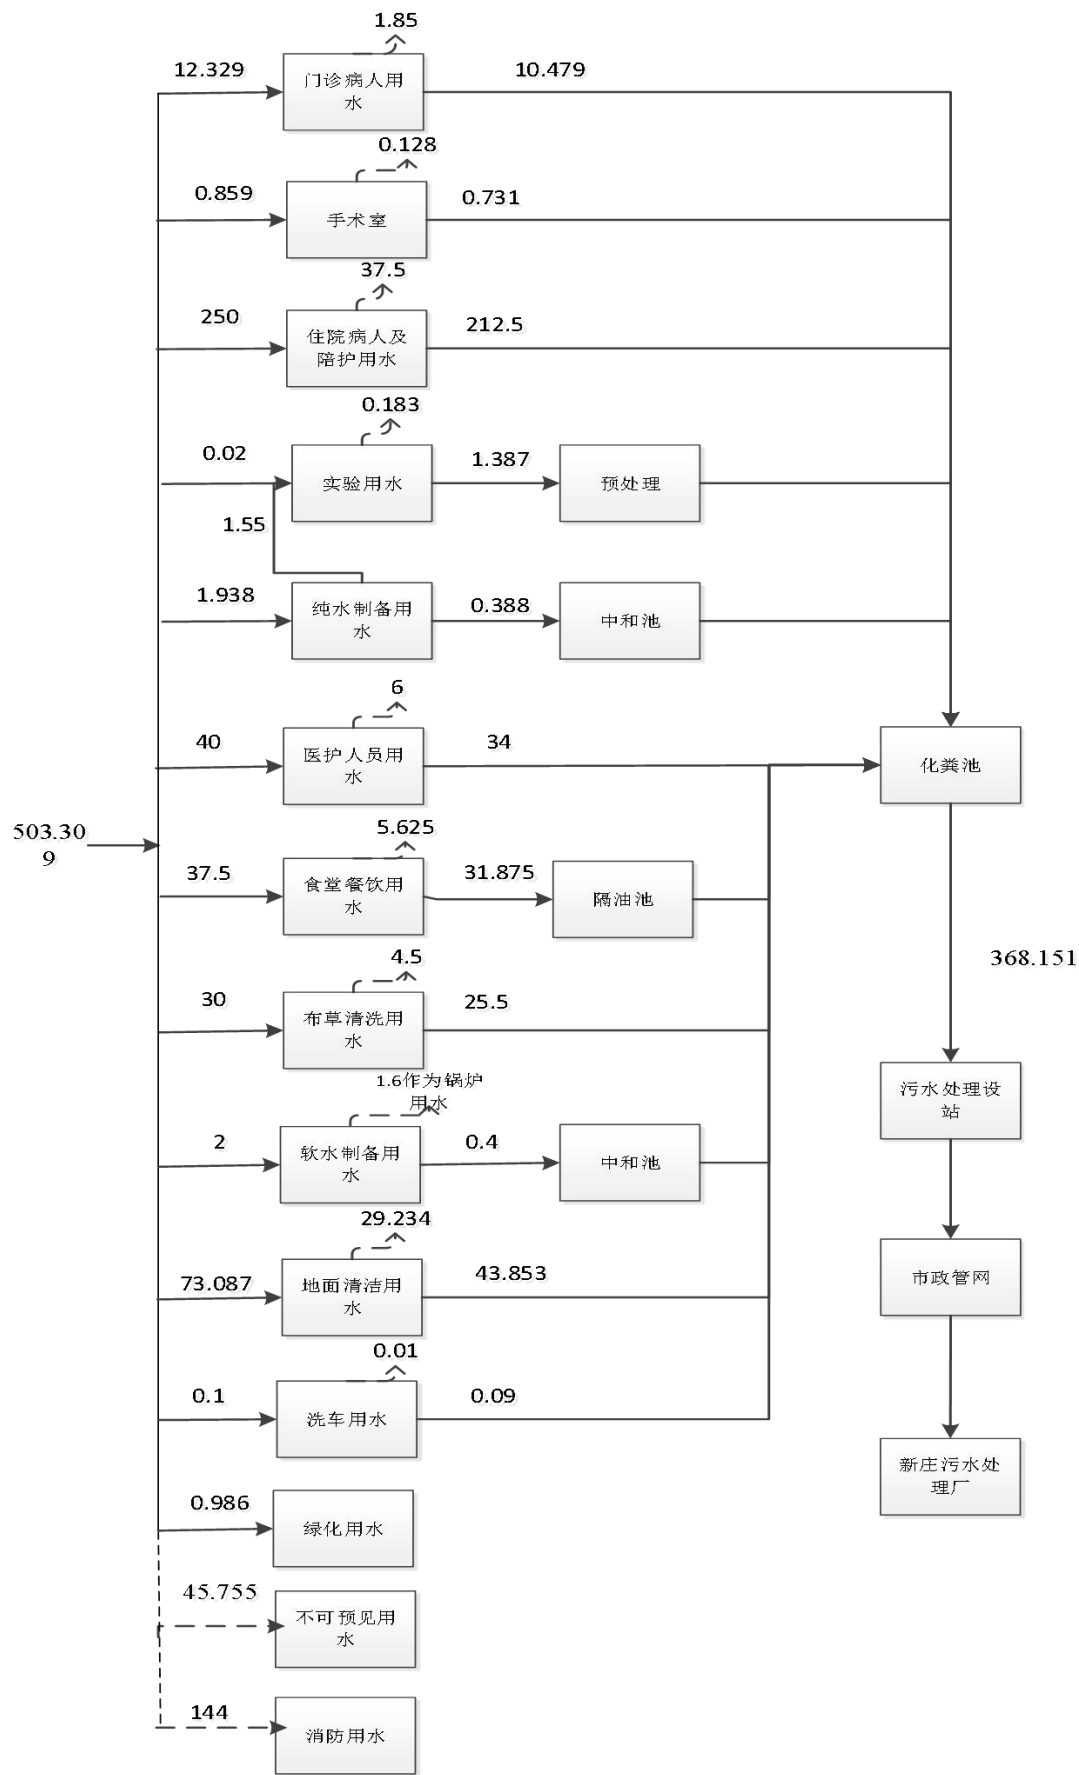 1.85
12.329
门诊病人用
水
10.479
0.128
0.859
手术室
0.731
37.5
250
住院病人及
陪护用水
212.5
0.183
0.02
实验用水
1.387
预处理
1.55
1.938
纯水制备用
水
0.388
中和池
6
40
医护人员用
水
34
化粪池
503.30
9
5.625
37.5
食堂餐饮用
水
31.875
隔油池
368.151
4.5
30
布草清洗用
水
25.5
1.6作为锅炉
用水
2
软水制备用
水
0.4
中和池
污水处理设
站
29.234
73.087
地面清洁用
水
43.853
市政管网
0.01
0.1
洗车用水
0.09
新庄污水处
理厂
0.986
绿化用水
45.755
不可预见用
水
144
消防用水